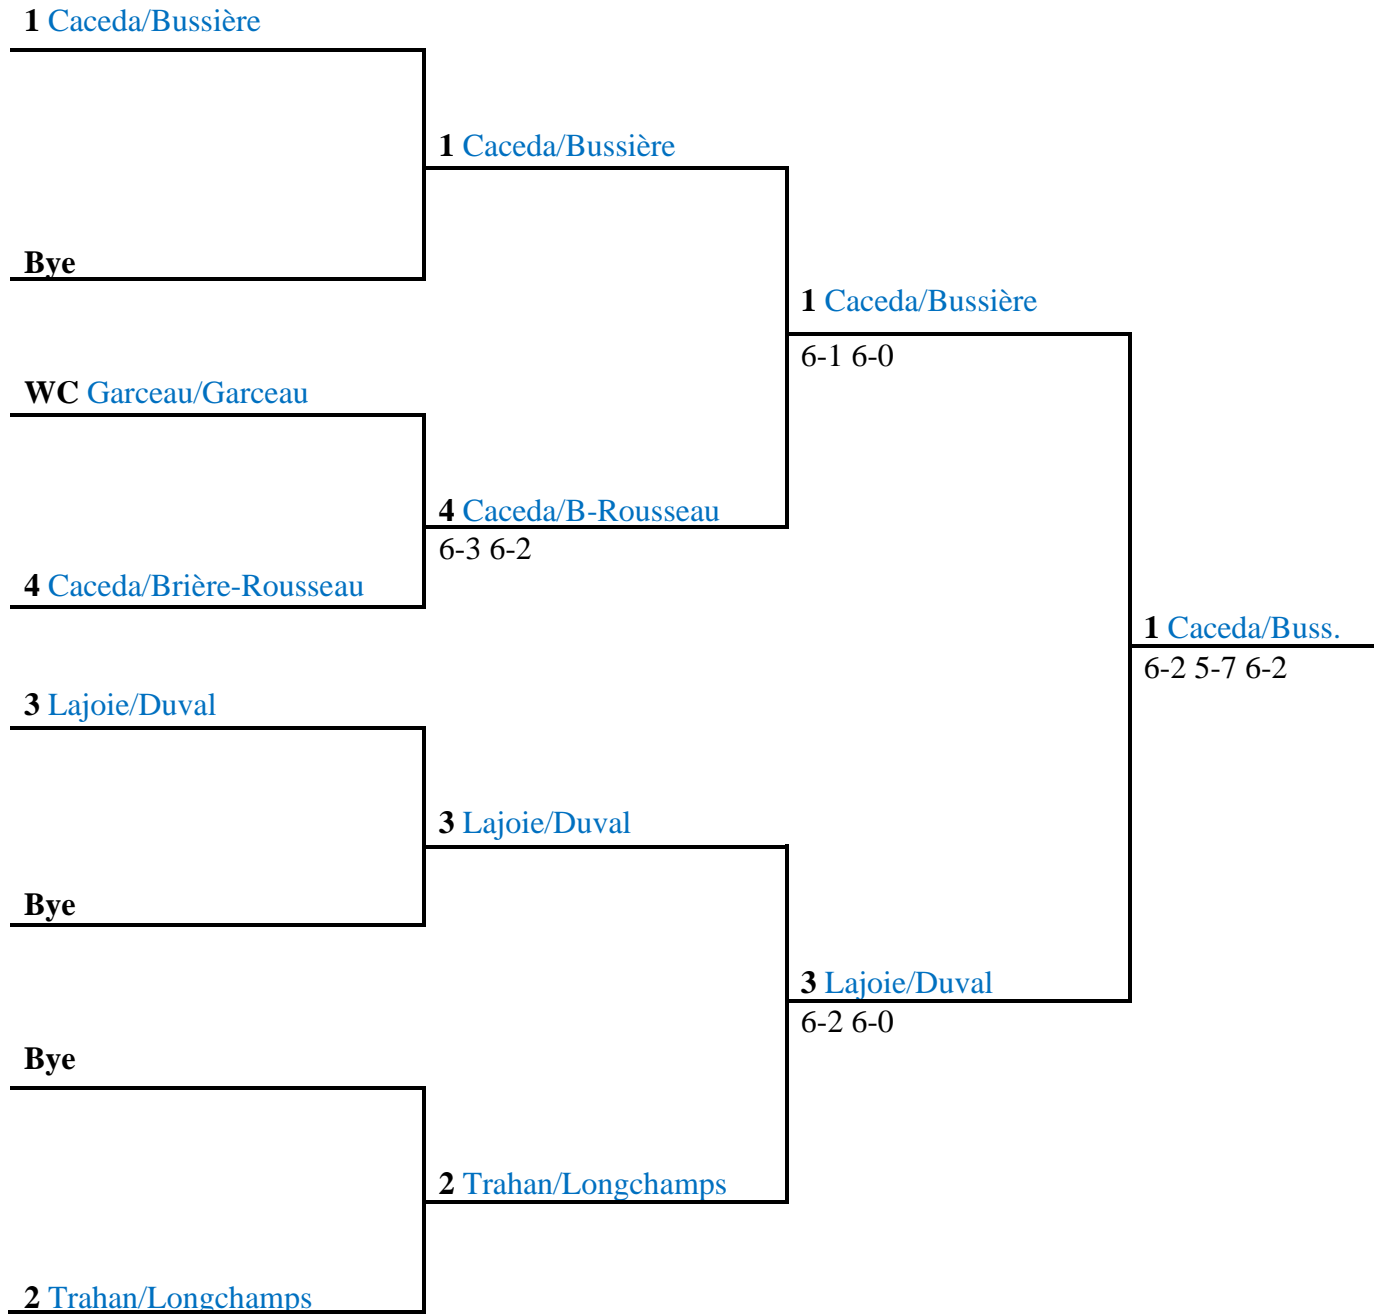 1 Caceda/Bussière
1 Caceda/Bussière
Bye
1 Caceda/Bussière
6-1 6-0
WC Garceau/Garceau
4 Caceda/B-Rousseau
6-3 6-2
4 Caceda/Brière-Rousseau
1 Caceda/Buss.
6-2 5-7 6-2
3 Lajoie/Duval
3 Lajoie/Duval
Bye
3 Lajoie/Duval
6-2 6-0
Bye
2 Trahan/Longchamps
2 Trahan/Longchamps